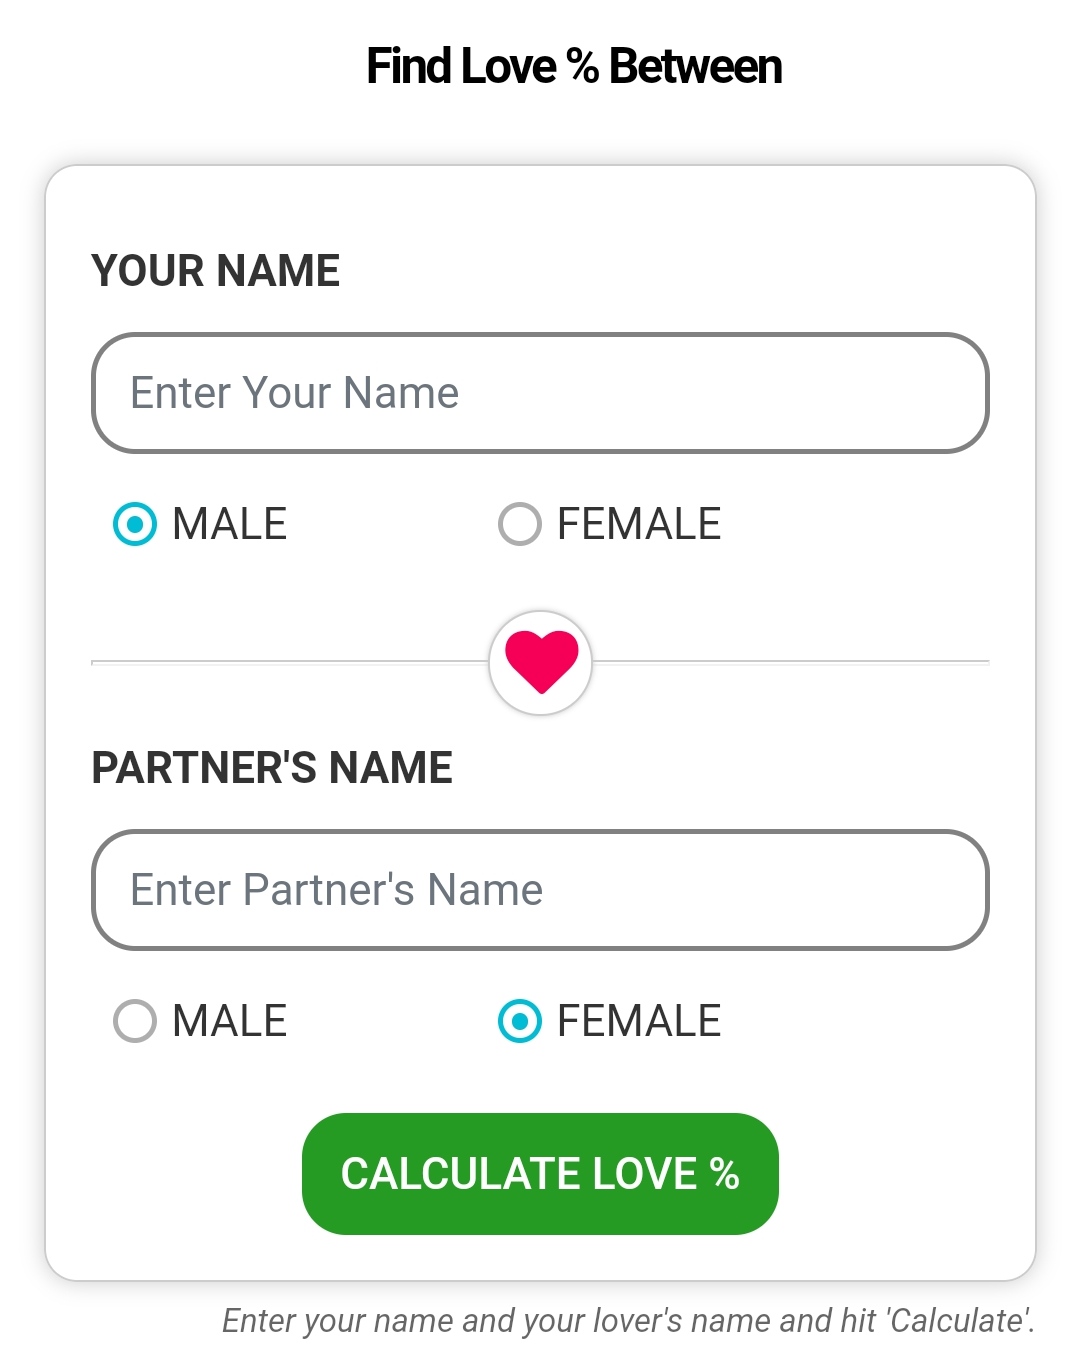 Find Love % Between
YOUR NAME
Enter Your Name
MALE FEMALE
PARTNER'S NAME
Enter Partner's Name
MALE FEMALE
CALCULATE LOVE %
Enter your name and your lover's name and hit 'Calculate'.